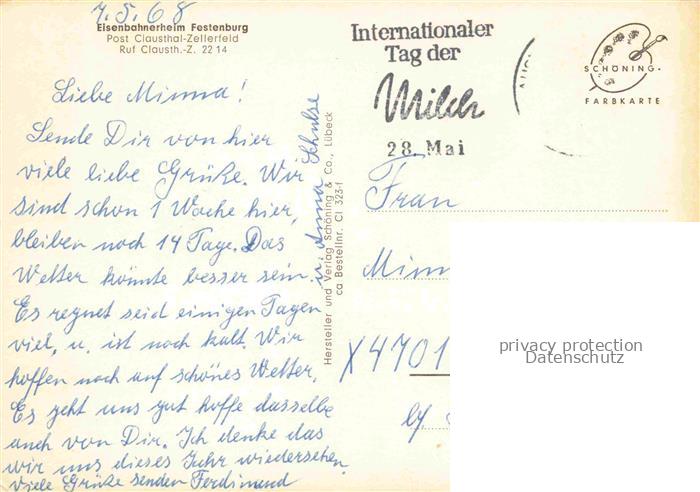 7.5.68
Eisenbahnerheim Festenburg
Post Clausthal-Zellerfeld
Ruf Clausth.-Z. 22 14
Liebe Minna!
Sende Dir von hier
viele liebe Grüße. Wir
sind schon 1 Woche hier,
bleiben noch 14 Tage. Das
Wetter könnte besser sein.
Es regnet seid einigen Tagen
viel, u. ist noch kalt. Wir
hoffen noch auf schönes Wetter.
Es geht uns gut hoffe dasselbe
auch von Dir. Ich denke das
wir uns dieses Jahr wiedersehen.
Viele Grüße senden Ferdinand
u. Anna Schulse
Hersteller und Verlag Schöning & Co., Lübeck
ca Bestellnr. Cl 323-f
Internationaler
Tag der
Milch
28. Mai
SCHÖNING-
FARBKARTE
Frau
Minn
X4701
privacy protection
Datenschutz